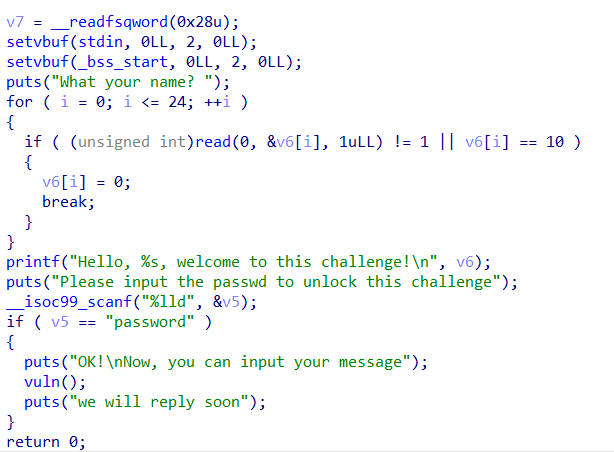 v7 = __readfsqword(0x28u);
setvbuf(stdin, 0LL, 2, 0LL);
setvbuf(_bss_start, 0LL, 2, 0LL);
puts("What your name? ");
for ( i = 0; i <= 24; ++i )
{
if ( (unsigned int)read(0, &v6[i], 1uLL) != 1 || v6[i] == 10 )
{
v6[i] = 0;
break;
}
}
printf("Hello, %s, welcome to this challenge!\n", v6);
puts("Please input the passwd to unlock this challenge");
__isoc99_scanf("%lld", &v5);
if ( v5 == "password" )
{
puts("OK!\nNow, you can input your message");
vuln();
puts("we will reply soon");
}
return 0;